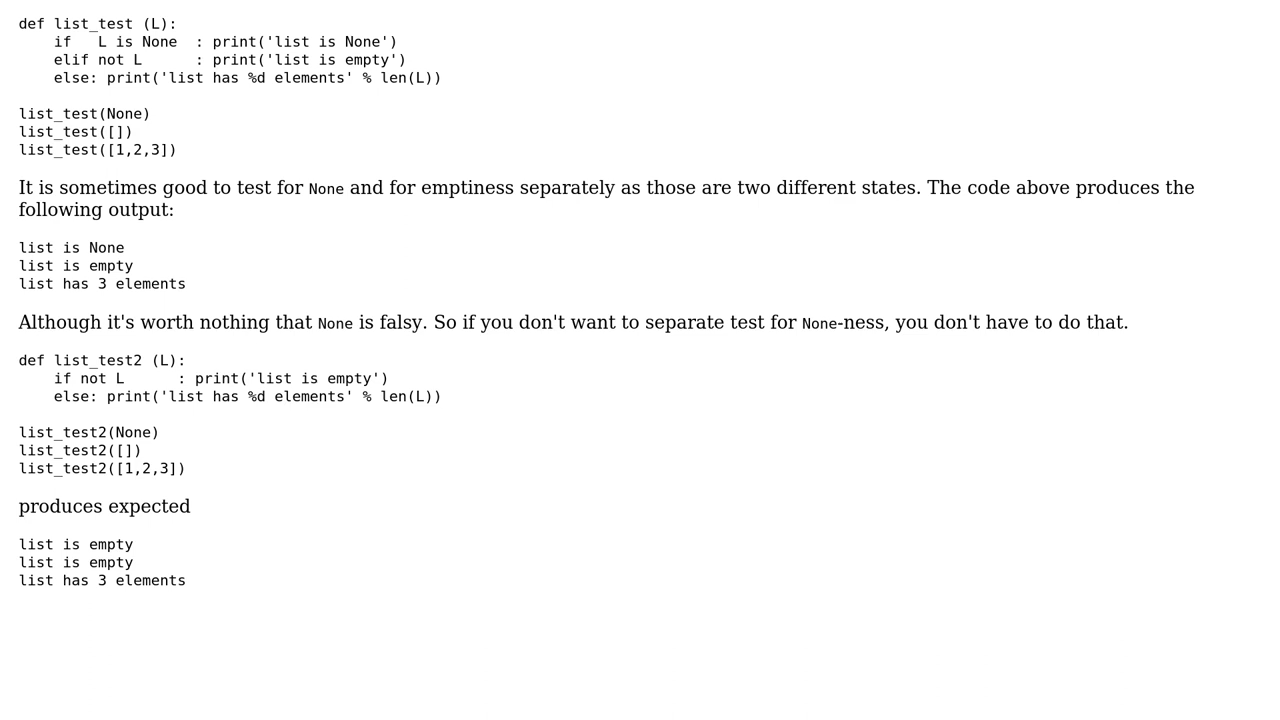 def list_test (L):
    if   L is None  : print('list is None')
    elif not L      : print('list is empty')
    else: print('list has %d elements' % len(L))

list_test(None)
list_test([])
list_test([1,2,3])

It is sometimes good to test for None and for emptiness separately as those are two different states. The code above produces the
following output:

list is None
list is empty
list has 3 elements

Although it's worth nothing that None is falsy. So if you don't want to separate test for None-ness, you don't have to do that.

def list_test2 (L):
    if not L      : print('list is empty')
    else: print('list has %d elements' % len(L))

list_test2(None)
list_test2([])
list_test2([1,2,3])

produces expected

list is empty
list is empty
list has 3 elements